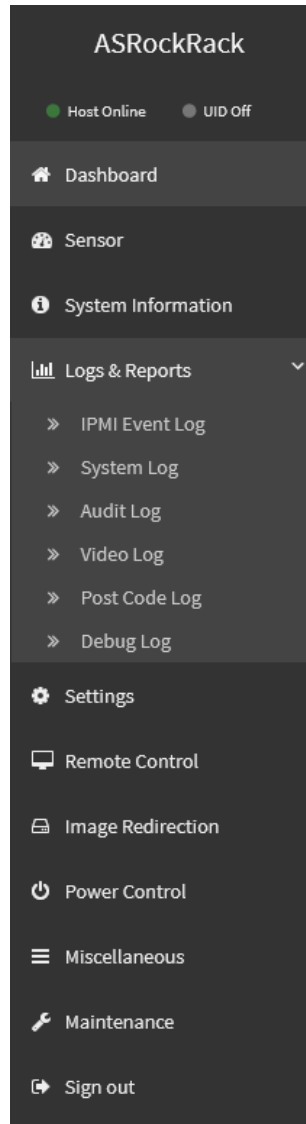 ASRockRack
Host Online UID Off
Dashboard
Sensor
System Information
Logs & Reports
IPMI Event Log
System Log
Audit Log
Video Log
Post Code Log
Debug Log
Settings
Remote Control
Image Redirection
Power Control
Miscellaneous
Maintenance
Sign out